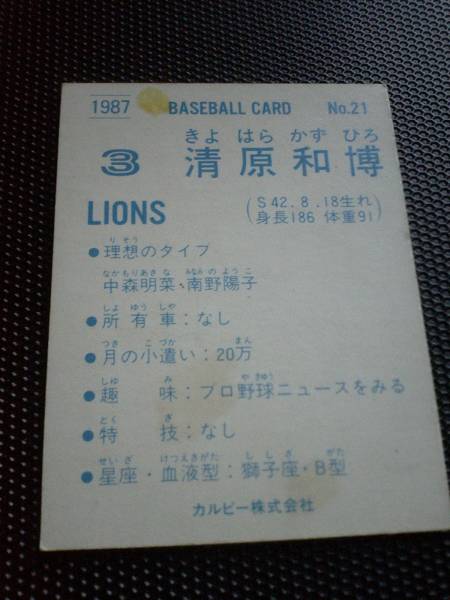 1987 BASEBALL CARD No.21
きよ はら かず ひろ
3 清原和博
LIONS (S42.8.18生れ
身長186 体重91)
りそう
●理想のタイプ
なかもりあきな みなみのようこ
中森明菜・南野陽子
しょ ゆう しゃ
●所有車:なし
つき こづか まん
●月の小遣い:20万
しゅ み や きゅう
●趣味:プロ野球ニュースをみる
とく ぎ
●特技:なし
せいざ けつえきがた ししざ がた
●星座・血液型:獅子座・B型
カルビー株式会社